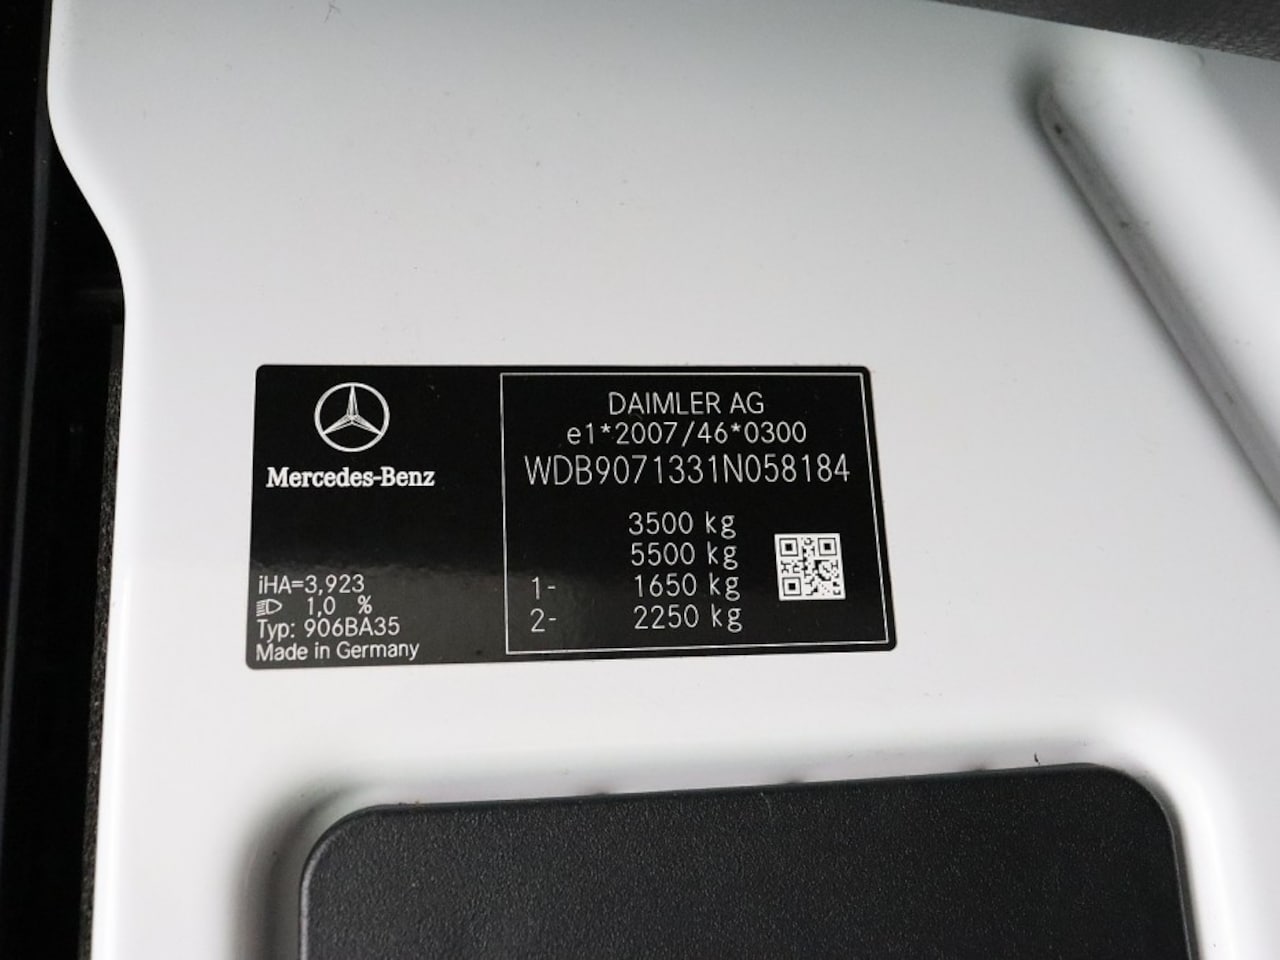 Mercedes-Benz
iHA=3,923
1,0 %
Typ: 906BA35
Made in Germany
DAIMLER AG
e1*2007/46*0300
WDB9071331N058184
3500 kg
5500 kg
1- 1650 kg
2- 2250 kg